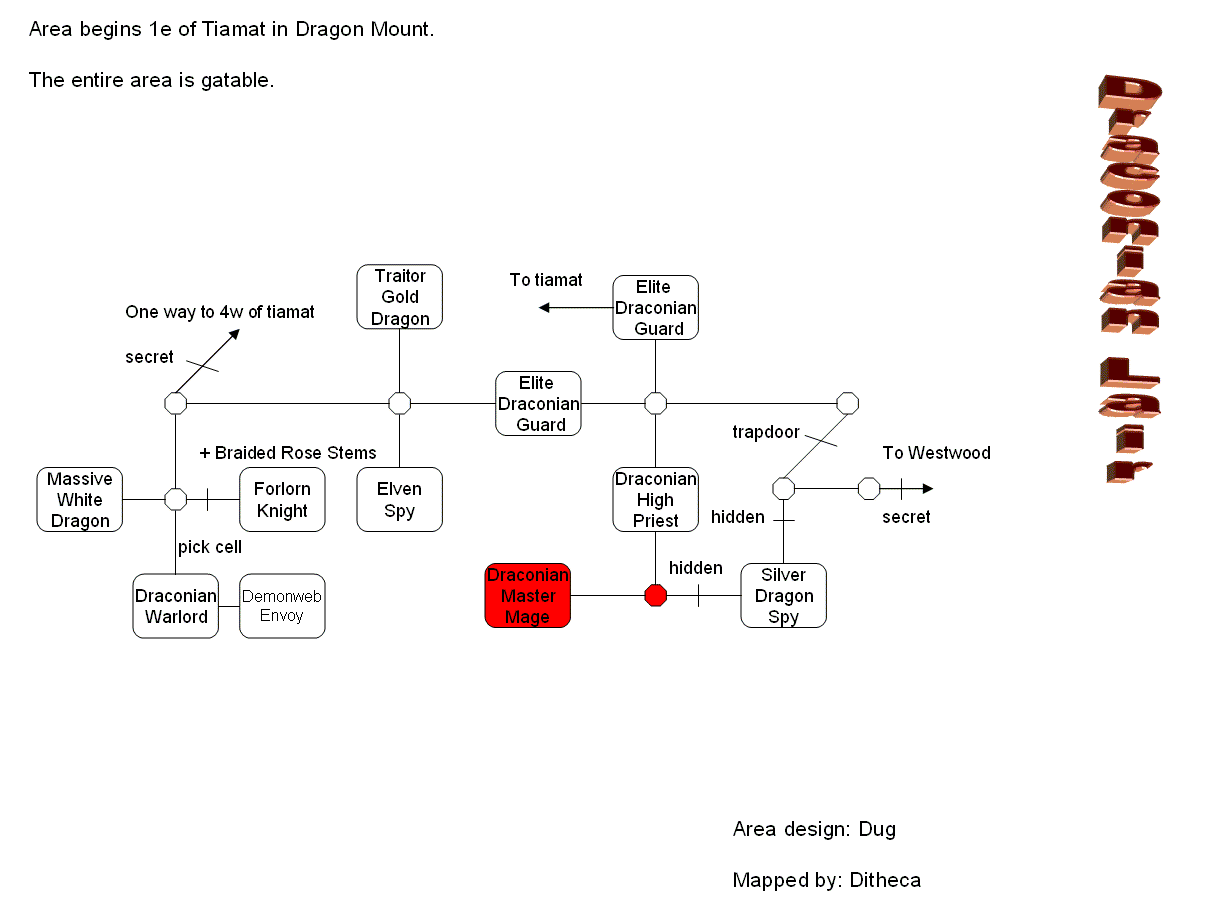 Area begins 1e of Tiamat in Dragon Mount.
The entire area is gatable.
Draconian Lair
Traitor
Gold
Dragon
To tiamat
Elite
Draconian
Guard
One way to 4w of tiamat
secret
Elite
Draconian
Guard
trapdoor
+ Braided Rose Stems
To Westwood
Massive
White
Dragon
Forlorn
Knight
Elven
Spy
Draconian
High
Priest
hidden
secret
pick cell
hidden
Draconian
Warlord
Demonweb
Envoy
Draconian
Master
Mage
Silver
Dragon
Spy
Area design: Dug
Mapped by: Ditheca